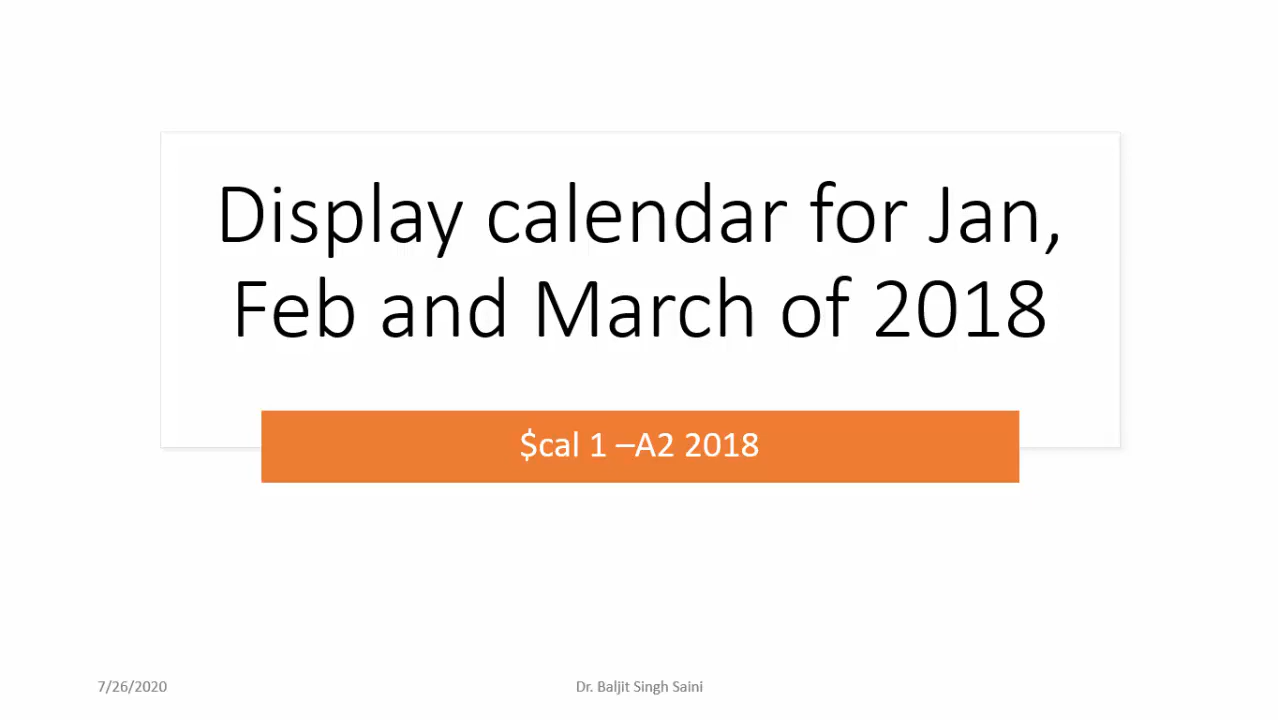 Display calendar for Jan,
Feb and March of 2018
$cal 1 –A2 2018
7/26/2020
Dr. Baljit Singh Saini